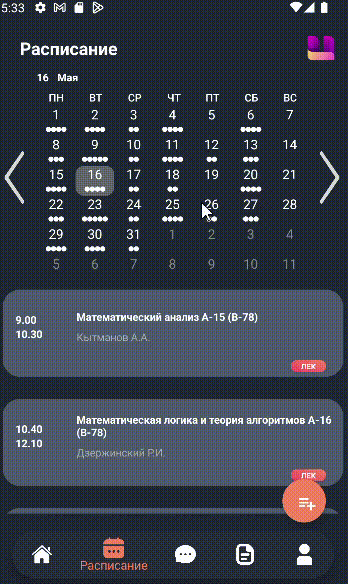 5:33
Расписание
16 Мая
ПН ВТ СР ЧТ ПТ СБ ВС
1 2 3 4 5 6 7
8 9 10 11 12 13 14
15 16 17 18 19 20 21
22 23 24 25 26 27 28
29 30 31 1 2 3 4
5 6 7 8 9 10 11
9.00
10.30
Математический анализ А-15 (В-78)
Кытманов А.А.
ЛЕК
10.40
12.10
Математическая логика и теория алгоритмов А-16
(В-78)
Дзержинский Р.И.
ЛЕК
Расписание